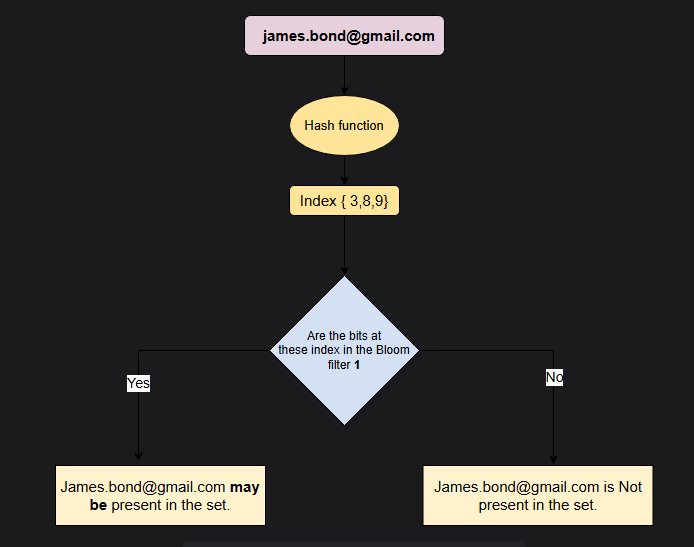 james.bond@gmail.com
Hash function
Index { 3,8,9}
Are the bits at
these index in the Bloom
filter 1
Yes
No
James.bond@gmail.com may
be present in the set.
James.bond@gmail.com is Not
present in the set.